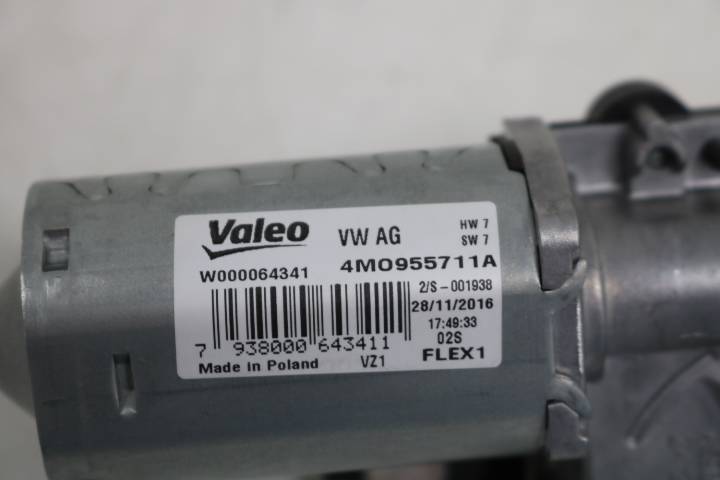 Valeo VW AG HW 7
SW 7
W000064341 4M0955711A
2/S-001938
28/11/2016
17:49:33
02S
7 938000 643411
Made in Poland VZ1 FLEX1